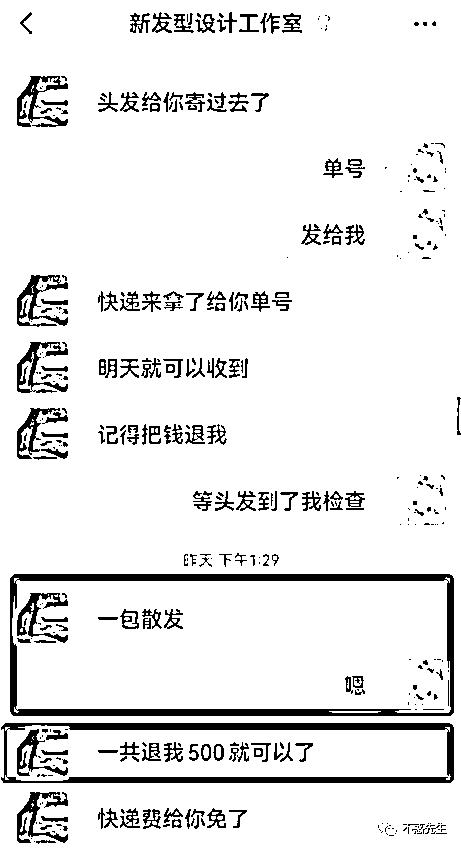 新发型设计工作室
头发给你寄过去了
单号
发给我
快递来拿了给你单号
明天就可以收到
记得把钱退我
等头发到了我检查
昨天 下午1:29
一包散发
嗯
一共退我500就可以了
快递费给你免了
不惑先生